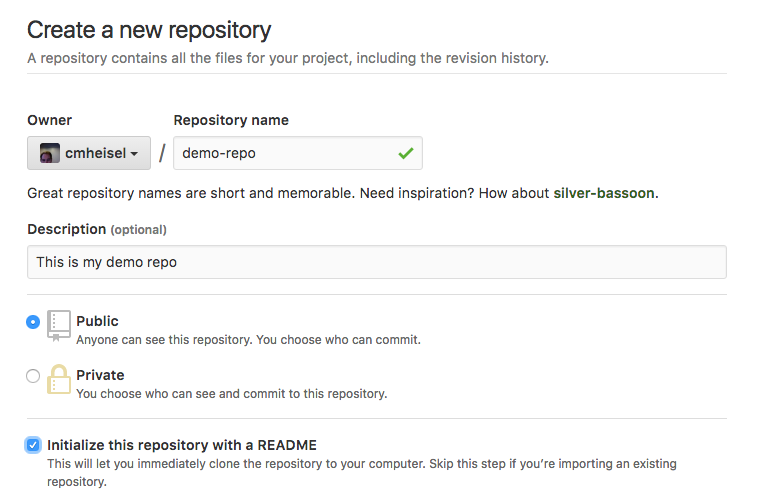 Create a new repository
A repository contains all the files for your project, including the revision history.
Owner Repository name
cmheisel / demo-repo
Great repository names are short and memorable. Need inspiration? How about silver-bassoon.
Description (optional)
This is my demo repo
Public
Anyone can see this repository. You choose who can commit.
Private
You choose who can see and commit to this repository.
Initialize this repository with a README
This will let you immediately clone the repository to your computer. Skip this step if you’re importing an existing
repository.